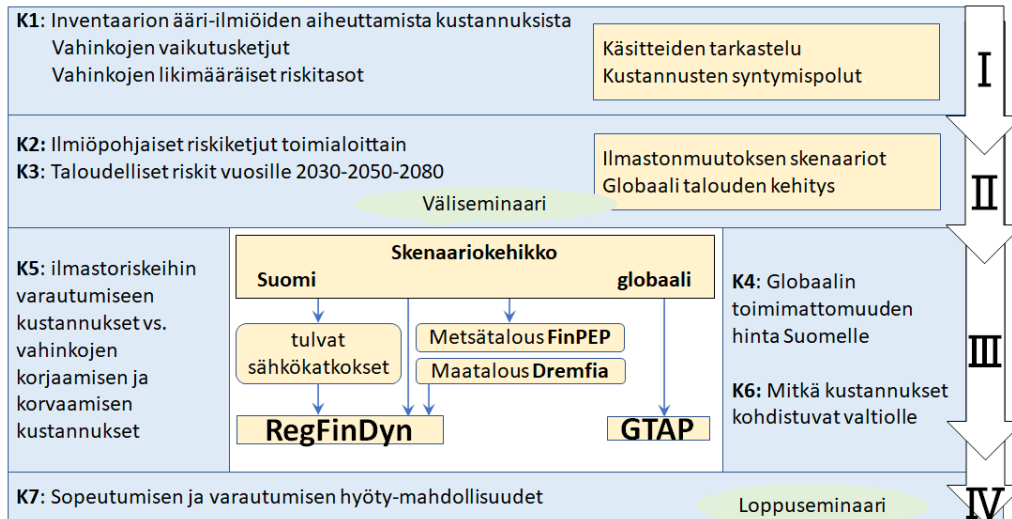 K1: Inventaarion ääri-ilmiöiden aiheuttamista kustannuksista
Vahinkojen vaikutusketjut
Vahinkojen likimääräiset riskitasot
Käsitteiden tarkastelu
Kustannusten syntymispolut
I
K2: Ilmiöpohjaiset riskiketjut toimialoittain
K3: Taloudelliset riskit vuosille 2030-2050-2080
Ilmastonmuutoksen skenaariot
Globaali talouden kehitys
Väliseminaari
II
K5: ilmastoriskeihin
varautumiseen
kustannukset vs.
vahinkojen
korjaamisen ja
korvaamisen
kustannukset
Skenaariokehikko
Suomi globaali
tulvat
sähkökatkokset
Metsätalous FinPEP
Maatalous Dremfia
RegFinDyn
GTAP
K4: Globaalin
toimimattomuuden
hinta Suomelle
K6: Mitkä kustannukset
kohdistuvat valtiolle
III
K7: Sopeutumisen ja varautumisen hyöty-mahdollisuudet
Loppuseminaari
IV